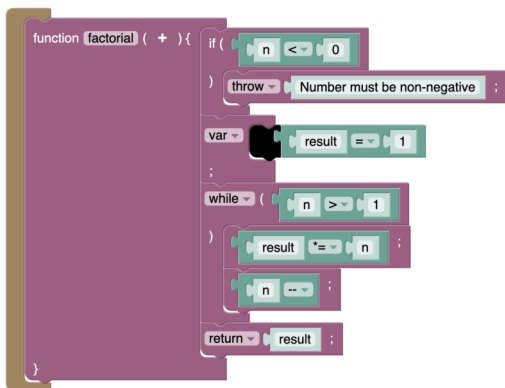 function factorial ( + ) { if ( n < 0
) throw Number must be non-negative ;
var result = 1
;
while ( n > 1
) result *= n ;
n -- ;
return result ;
}